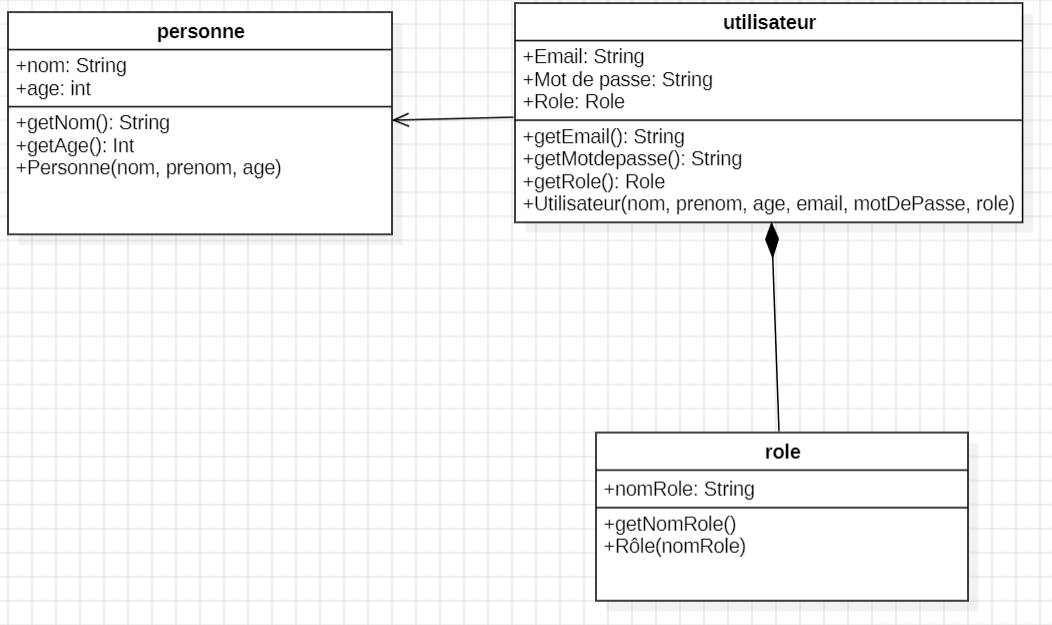 personne
+nom: String
+age: int
+getNom(): String
+getAge(): Int
+Personne(nom, prenom, age)
utilisateur
+Email: String
+Mot de passe: String
+Role: Role
+getEmail(): String
+getMotdepasse(): String
+getRole(): Role
+Utilisateur(nom, prenom, age, email, motDePasse, role)
role
+nomRole: String
+getNomRole()
+Rôle(nomRole)